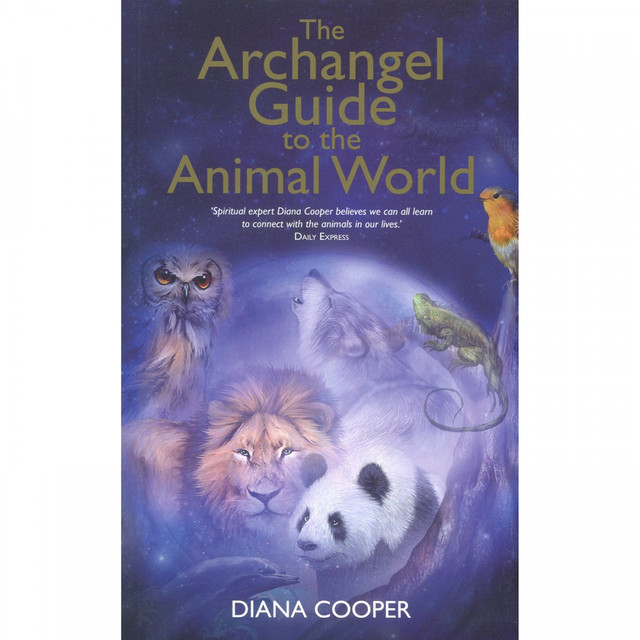 The
Archangel
Guide
to the
Animal World
'Spiritual expert Diana Cooper believes we can all learn
to connect with the animals in our lives.'
DAILY EXPRESS
DIANA COOPER